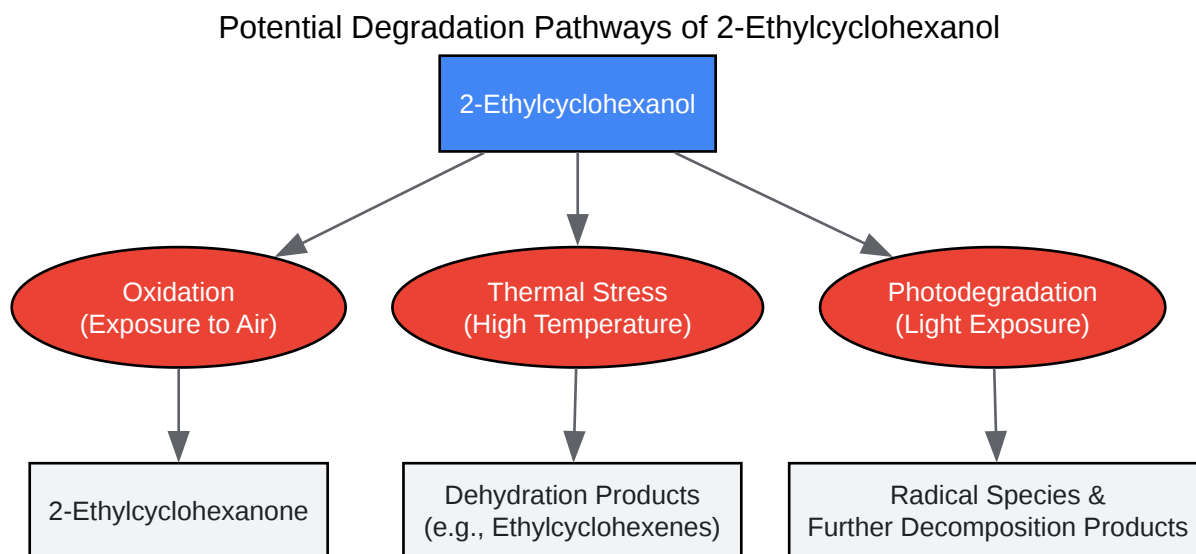 Potential Degradation Pathways of 2-Ethylcyclohexanol
2-Ethylcyclohexanol
Oxidation
(Exposure to Air)
Thermal Stress
(High Temperature)
Photodegradation
(Light Exposure)
2-Ethylcyclohexanone
Dehydration Products
(e.g., Ethylcyclohexenes)
Radical Species &
Further Decomposition Products